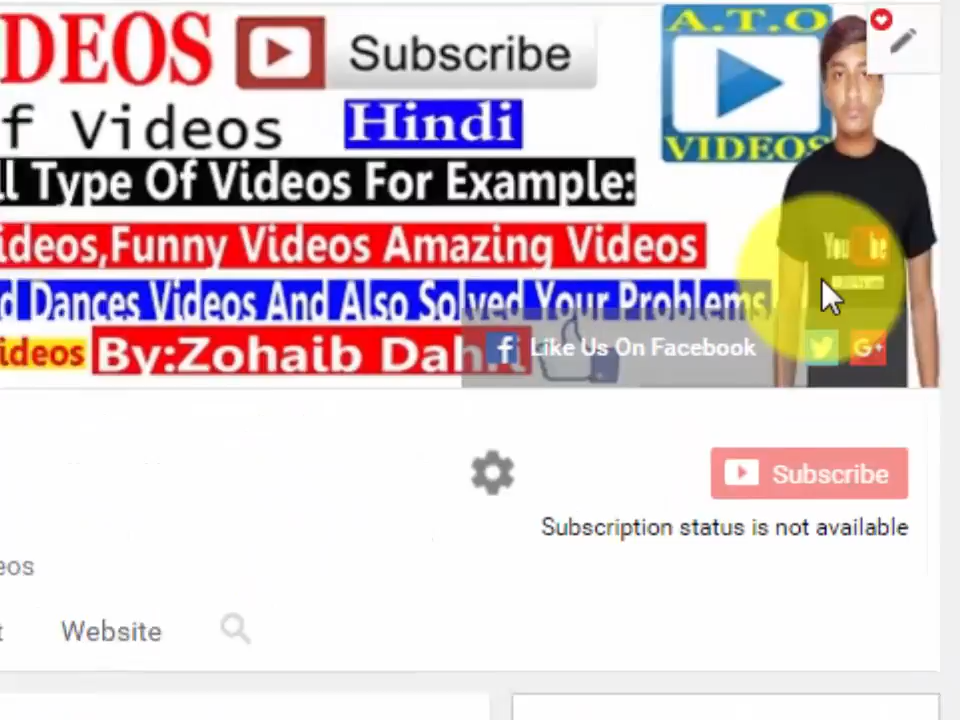 DEOS Subscribe A.T.O
f Videos Hindi VIDEOS
ll Type Of Videos For Example:
ideos,Funny Videos Amazing Videos
You
d Dances Videos And Also Solved Your Problems
ideos By:Zohaib Dah
f Like Us On Facebook G+
Subscribe
Subscription status is not available
eos
t Website